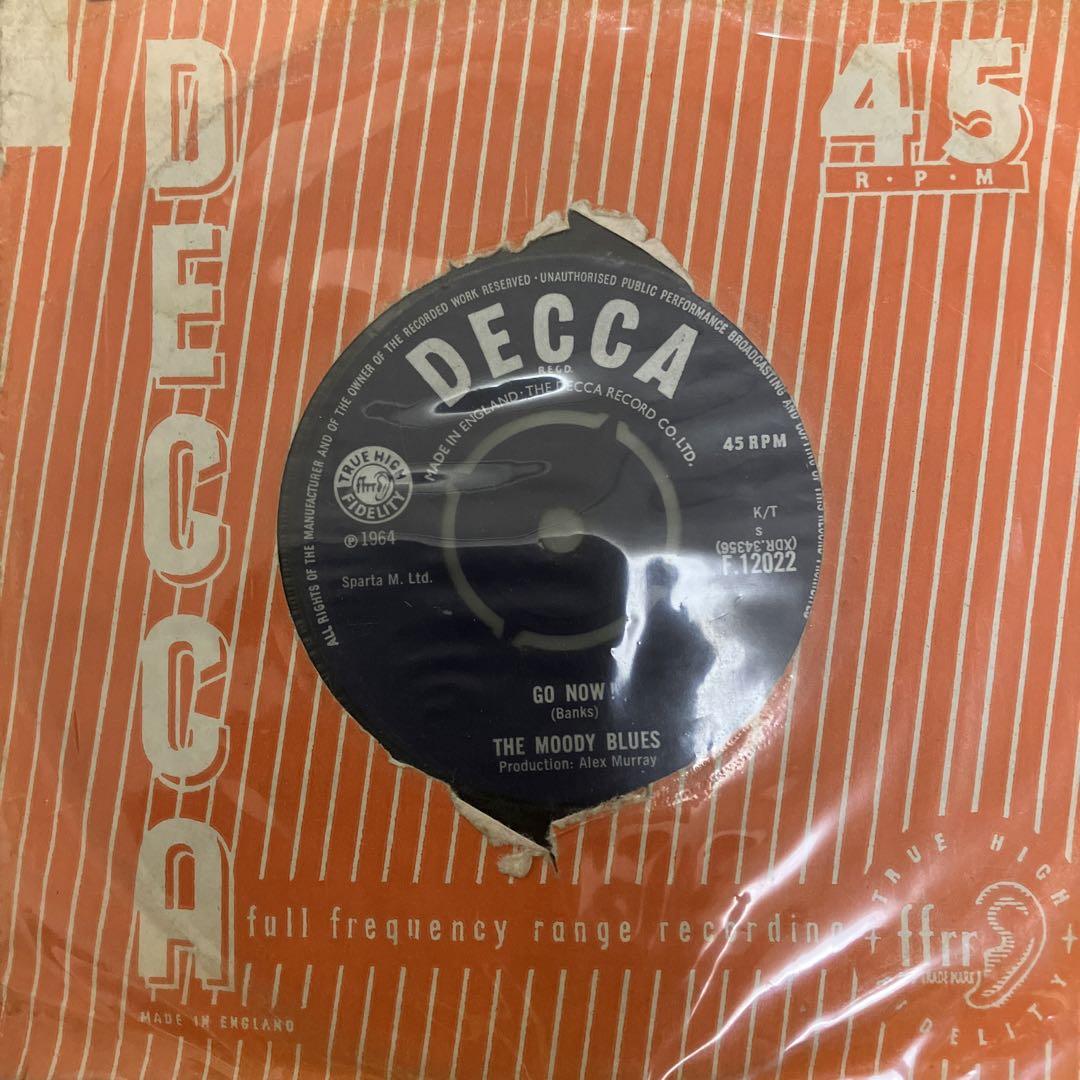 DECCA
45
R·P·M
ALL RIGHTS OF THE MANUFACTURER AND OF THE OWNER OF THE RECORDED WORK RESERVED · UNAUTHORISED PUBLIC PERFORMANCE BROADCASTING AND COPYING OF THIS RECORD PROHIBITED
DECCA
REGD.
MADE IN ENGLAND · THE DECCA RECORD CO. LTD.
TRUE HIGH
ffrr
FIDELITY
45 RPM
K/T
S
℗ 1964
(XDR.34356)
F.12022
Sparta M. Ltd.
GO NOW!
(Banks)
THE MOODY BLUES
Production: Alex Murray
full frequency range recording
TRUE HIGH
ffrr
TRADE MARK
FIDELITY
MADE IN ENGLAND